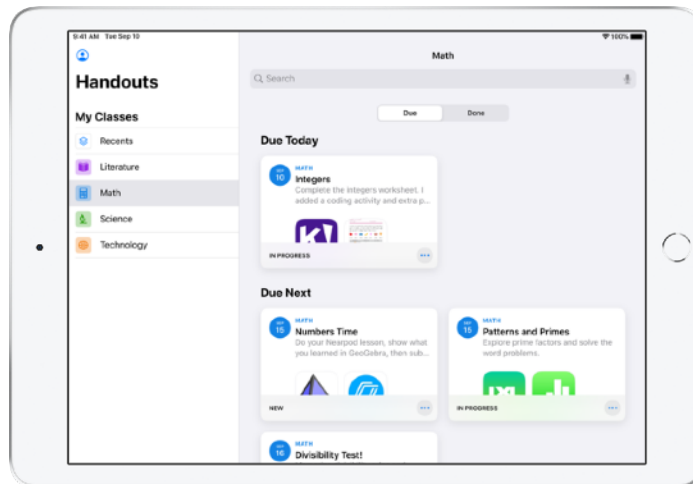 9:41 AM Tue Sep 10
100%
Handouts
My Classes
Recents
Literature
Math
Science
Technology
Math
Search
Due
Done
Due Today
SEP
10
MATH
Integers
Complete the integers worksheet. I
added a coding activity and extra p...
K!
IN PROGRESS
Due Next
SEP
15
MATH
Numbers Time
Do your Nearpod lesson, show what
you learned in GeoGebra, then sub...
NEW
SEP
15
MATH
Patterns and Primes
Explore prime factors and solve the
word problems.
IN PROGRESS
SEP
16
MATH
Divisibility Test!